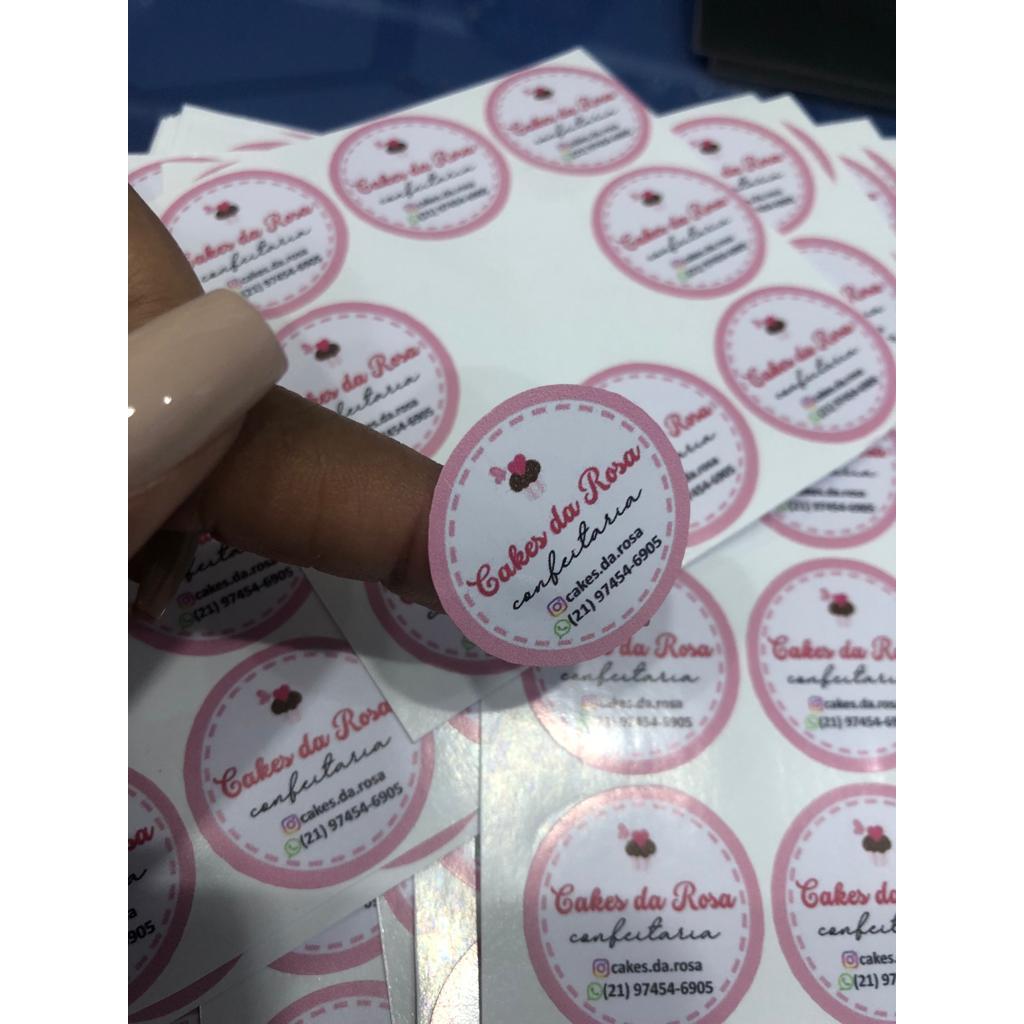 Cakes da Rosa
confeitaria
cakes.da.rosa
(21) 97454-6905